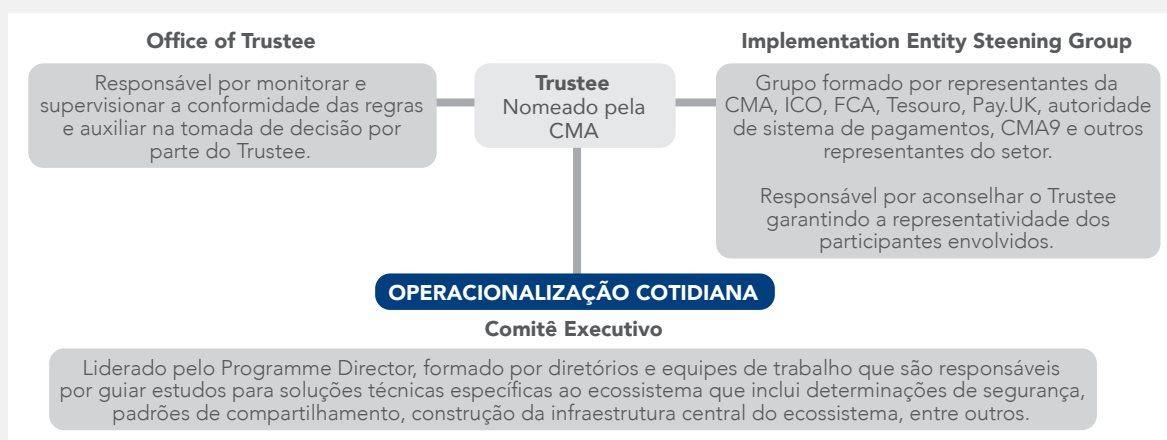 Office of Trustee
Responsável por monitorar e
supervisionar a conformidade das regras
e auxiliar na tomada de decisão por
parte do Trustee.
Trustee
Nomeado pela
CMA
Implementation Entity Steening Group
Grupo formado por representantes da
CMA, ICO, FCA, Tesouro, Pay.UK, autoridade
de sistema de pagamentos, CMA9 e outros
representantes do setor.
Responsável por aconselhar o Trustee
garantindo a representatividade dos
participantes envolvidos.
OPERACIONALIZAÇÃO COTIDIANA
Comitê Executivo
Liderado pelo Programme Director, formado por diretórios e equipes de trabalho que são responsáveis
por guiar estudos para soluções técnicas específicas ao ecossistema que inclui determinações de segurança,
padrões de compartilhamento, construção da infraestrutura central do ecossistema, entre outros.